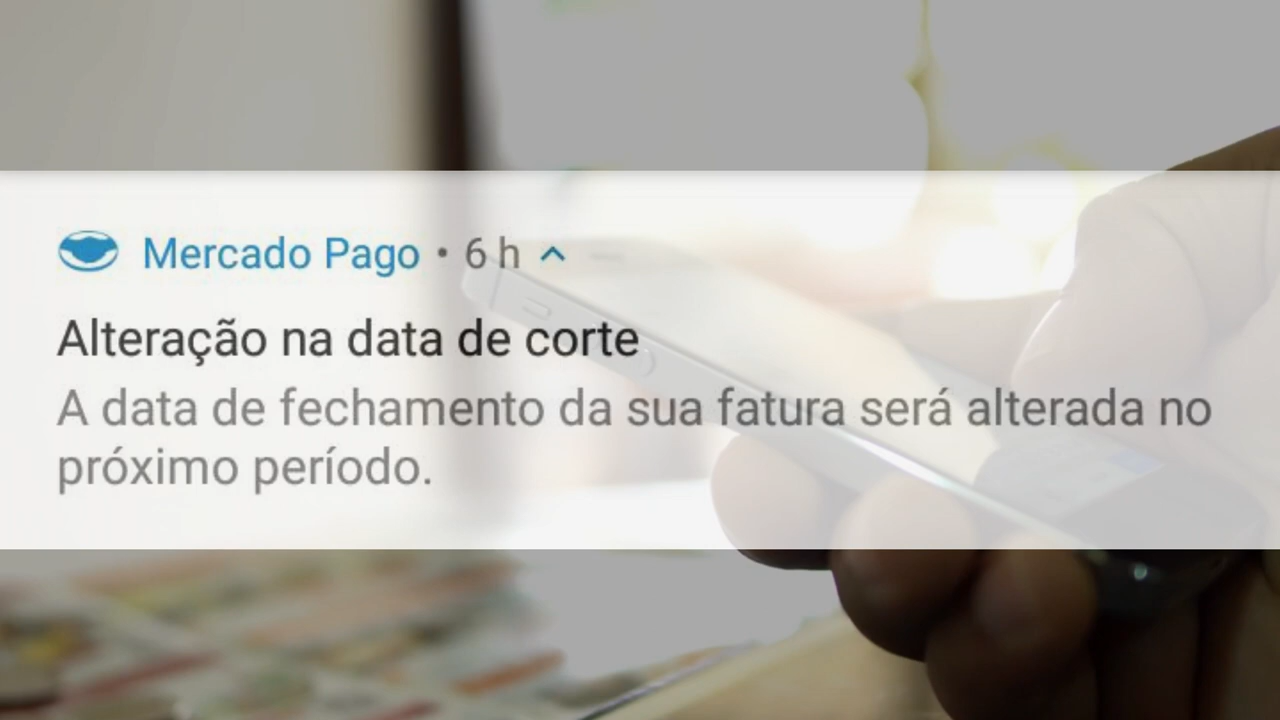 Mercado Pago • 6 h
Alteração na data de corte
A data de fechamento da sua fatura será alterada no
próximo período.